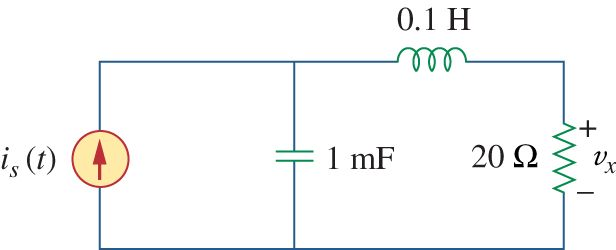 0.1 H
i_s (t)
1 mF
20 Ω
+
v_x
−